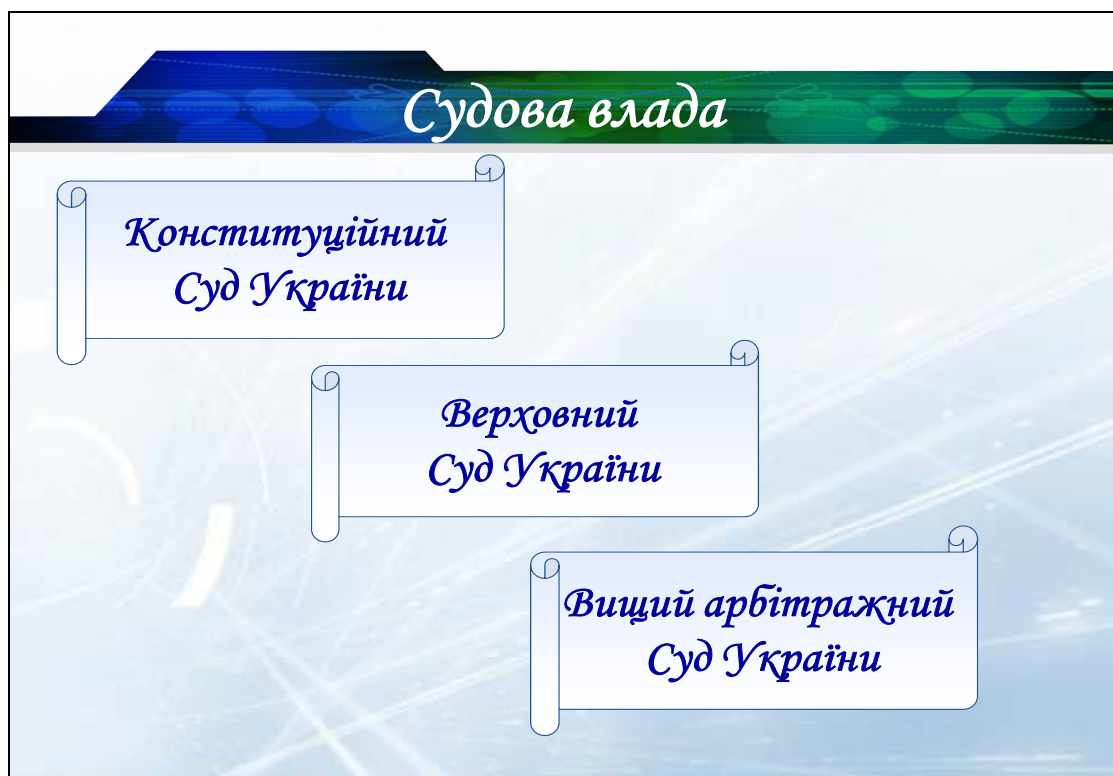 Судова влада
Конституційний
Суд України
Верховний
Суд України
Вищий арбітражний
Суд України